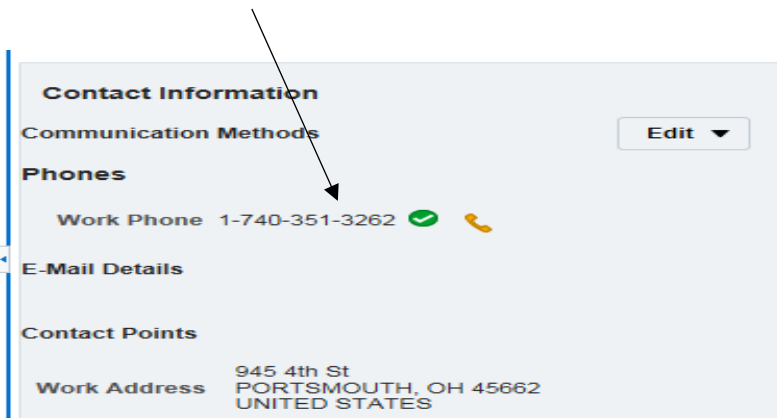 Contact Information
Communication Methods Edit
Phones
Work Phone 1-740-351-3262
E-Mail Details
Contact Points
Work Address 945 4th St
PORTSMOUTH, OH 45662
UNITED STATES